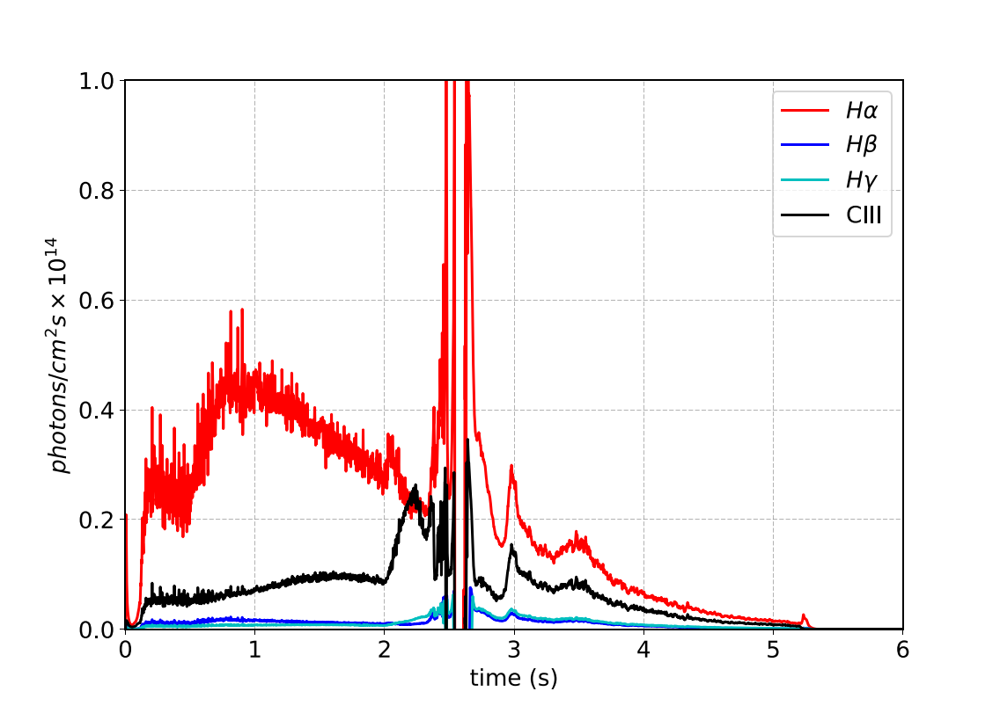 1.0
0.8
0.6
0.4
0.2
0.0
photons/cm²s × 10¹⁴
Hα
Hβ
Hγ
CIII
0 1 2 3 4 5 6
time (s)